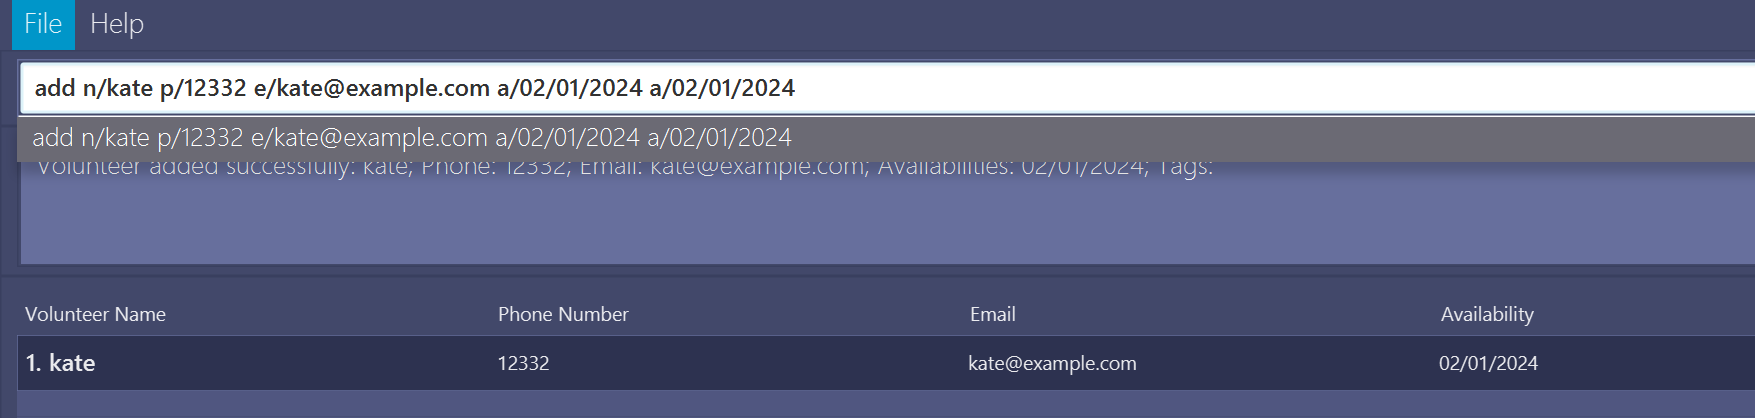 File Help
add n/kate p/12332 e/kate@example.com a/02/01/2024 a/02/01/2024
add n/kate p/12332 e/kate@example.com a/02/01/2024 a/02/01/2024
Volunteer added successfully: kate; Phone: 12332; Email: kate@example.com; Availabilities: 02/01/2024; Tags:
Volunteer Name Phone Number Email Availability
1. kate 12332 kate@example.com 02/01/2024